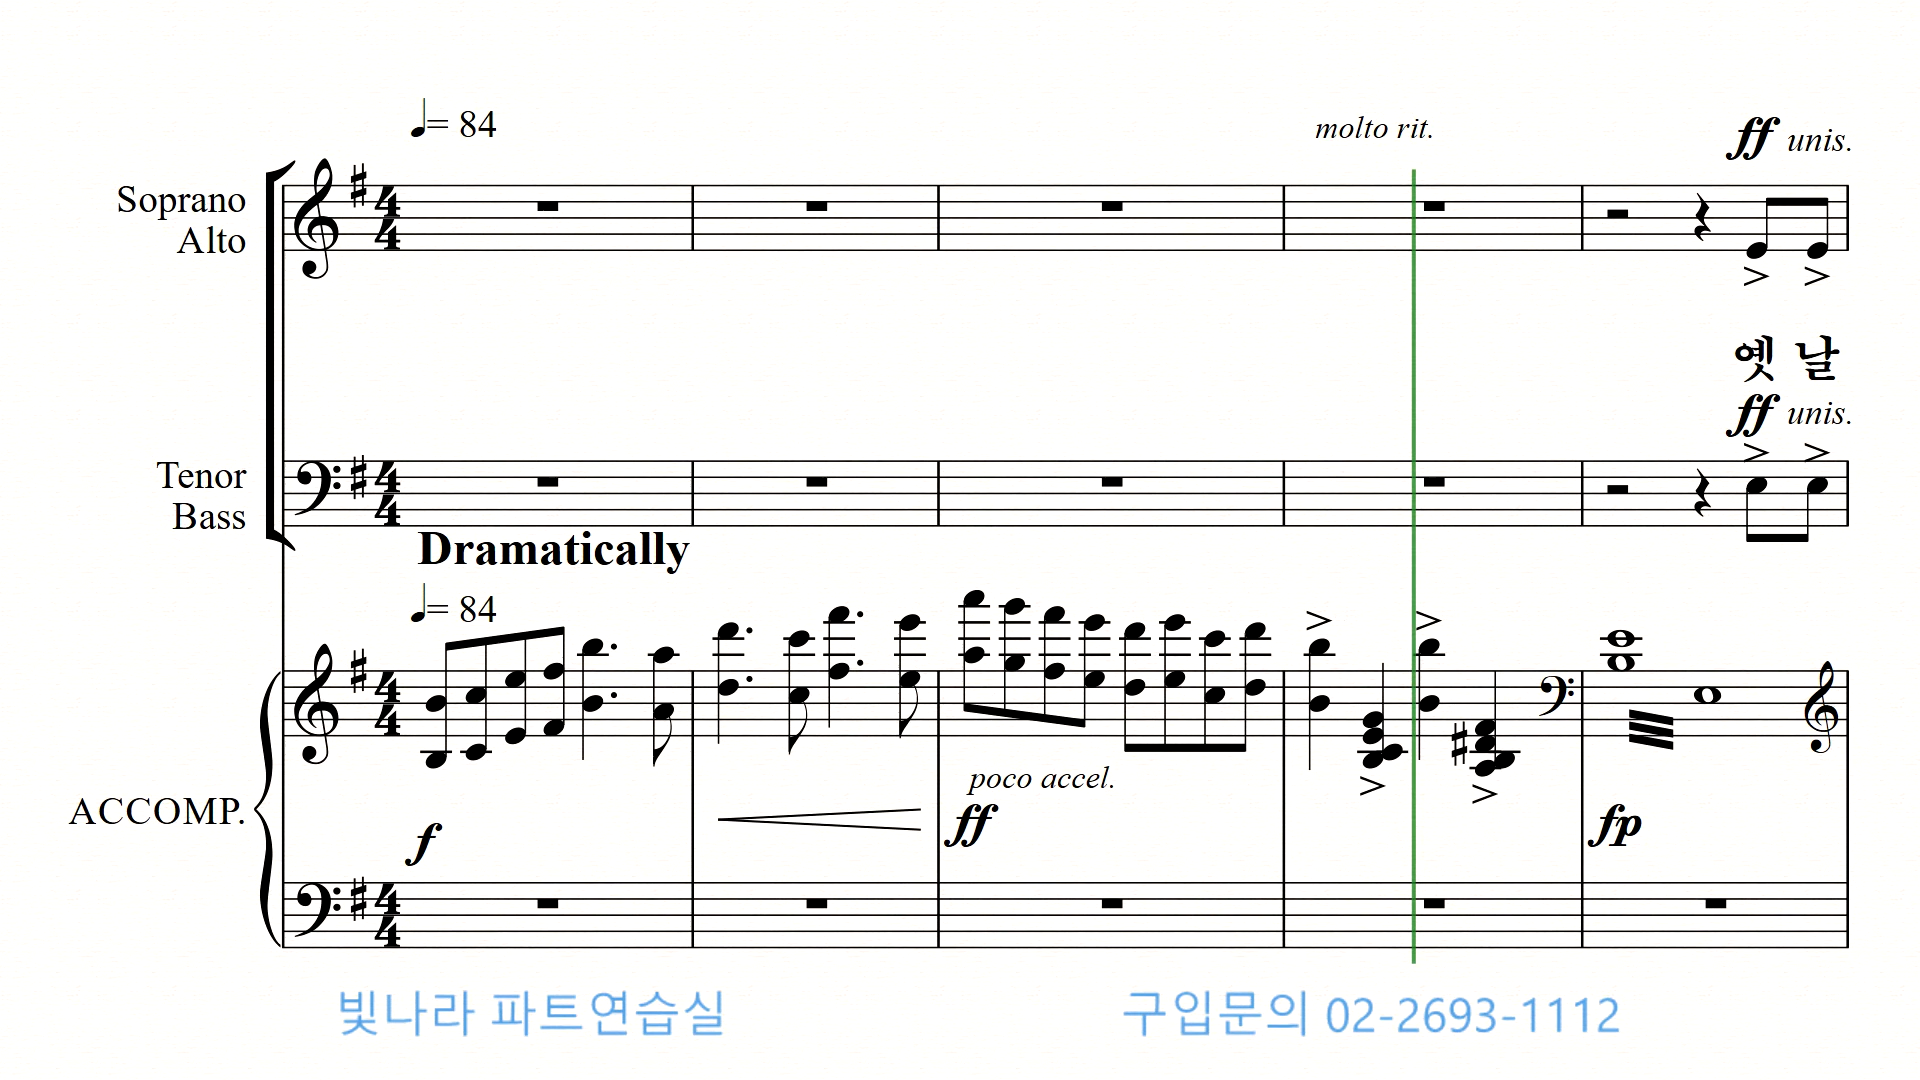 = 84
molto rit.
ff unis.
Soprano
Alto
옛 날
ff unis.
Tenor
Bass
Dramatically
= 84
poco accel.
ACCOMP.
f
ff
fp
빛나라 파트연습실
구입문의 02-2693-1112